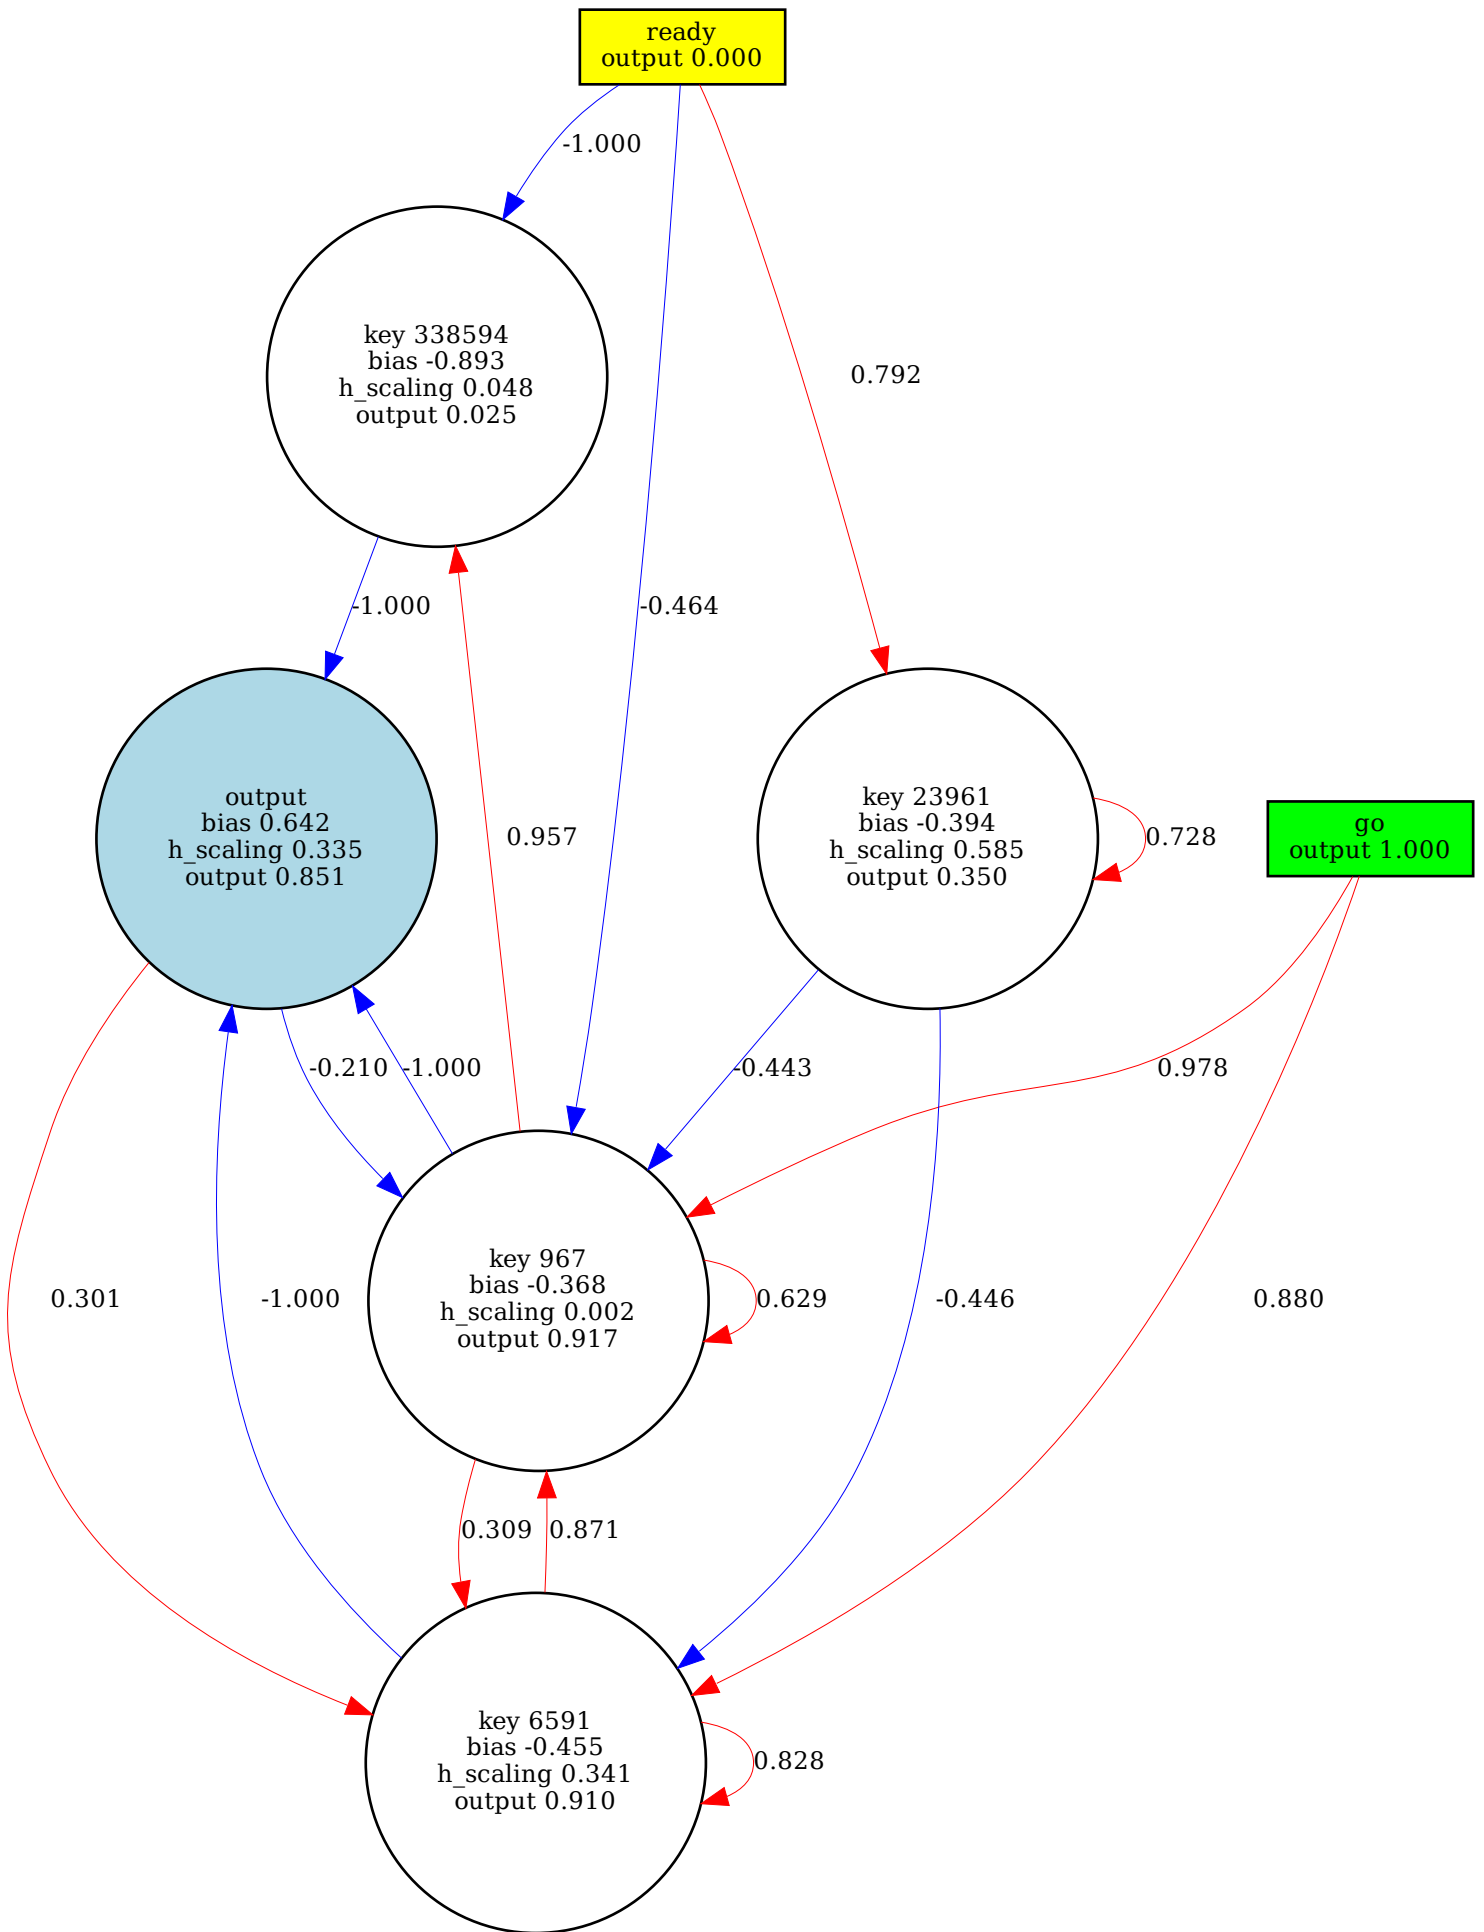 ready
output 0.000
-1.000
key 338594
bias -0.893
h_scaling 0.048
output 0.025
0.792
-1.000
-0.464
output
bias 0.642
h_scaling 0.335
output 0.851
0.957
key 23961
bias -0.394
h_scaling 0.585
output 0.350
0.728
go
output 1.000
-0.210
-1.000
-0.443
0.978
0.301
-1.000
key 967
bias -0.368
h_scaling 0.002
output 0.917
0.629
-0.446
0.880
0.309
0.871
key 6591
bias -0.455
h_scaling 0.341
output 0.910
0.828